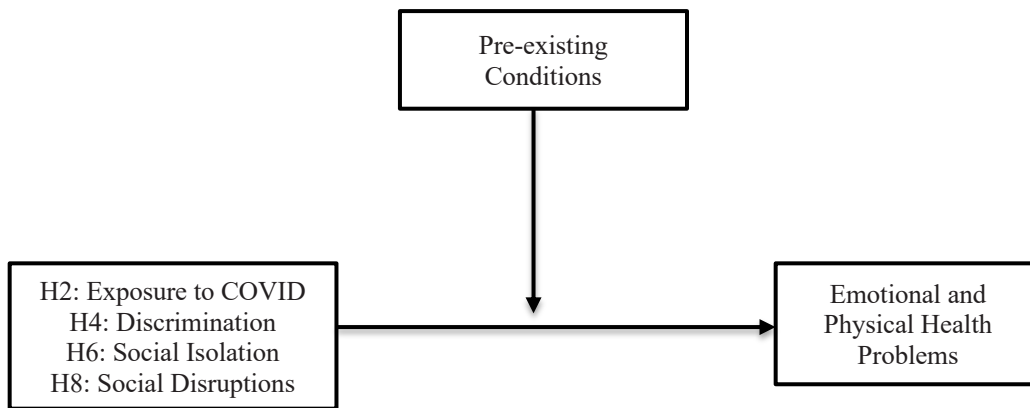 Pre-existing
Conditions
H2: Exposure to COVID
H4: Discrimination
H6: Social Isolation
H8: Social Disruptions
Emotional and
Physical Health
Problems